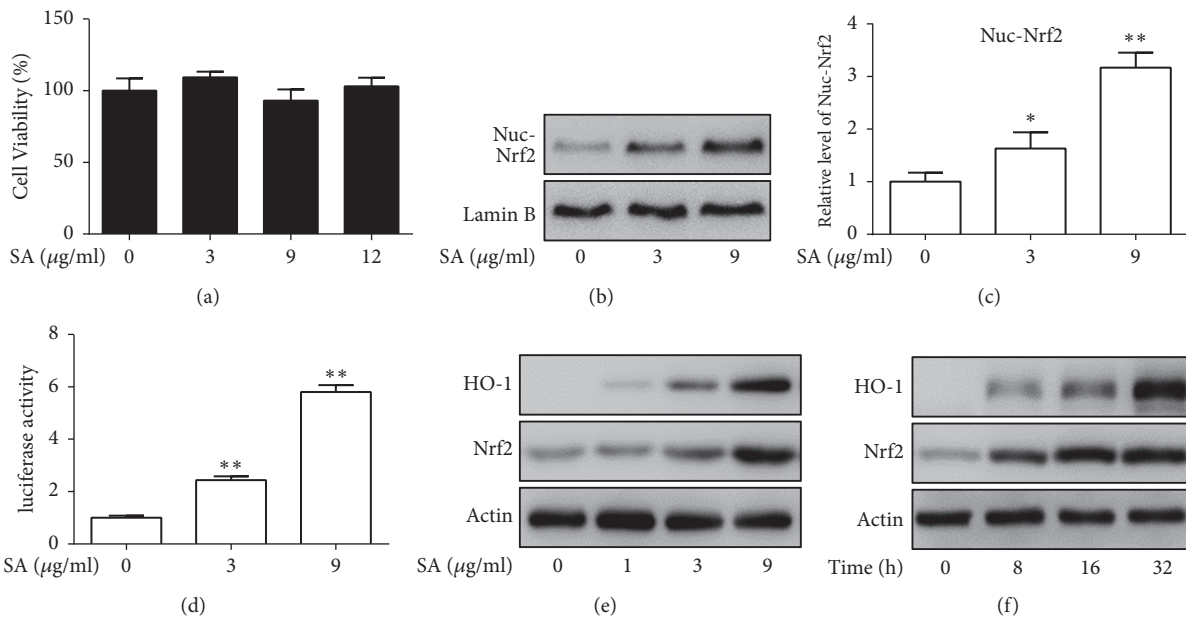 150
100
50
0
Cell Viability (%)
SA (μg/ml) 0 3 9 12
(a)
Nuc-
Nrf2
Lamin B
SA (μg/ml) 0 3 9
(b)
4
3
2
1
0
Relative level of Nuc-Nrf2
Nuc-Nrf2
*
**
SA (μg/ml) 0 3 9
(c)
8
6
4
2
0
luciferase activity
**
**
SA (μg/ml) 0 3 9
(d)
HO-1
Nrf2
Actin
SA (μg/ml) 0 1 3 9
(e)
HO-1
Nrf2
Actin
Time (h) 0 8 16 32
(f)